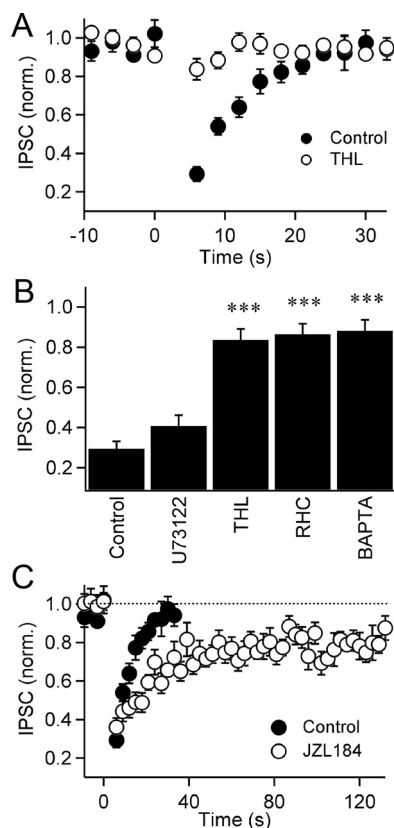 A
IPSC (norm.)
1.0
0.8
0.6
0.4
0.2
Control
THL
-10 0 10 20 30
Time (s)
B
IPSC (norm.)
1.0
0.8
0.6
0.4
0.2
*** *** ***
Control
U73122
THL
RHC
BAPTA
C
IPSC (norm.)
1.0
0.8
0.6
0.4
0.2
Control
JZL184
0 40 80 120
Time (s)